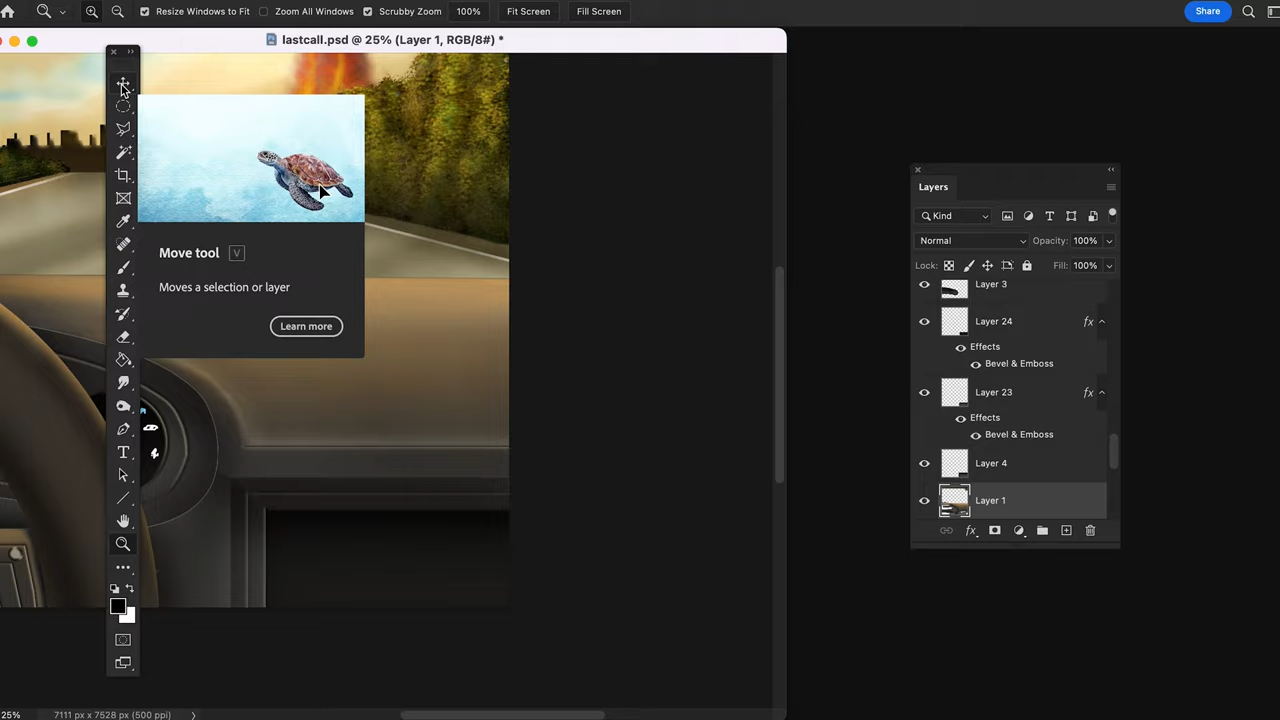 Resize Windows to Fit
Zoom All Windows
Scrubby Zoom
100%
Fit Screen
Fill Screen
Share
lastcall.psd @ 25% (Layer 1, RGB/8#) *
Move tool V
Moves a selection or layer
Learn more
Layers
Kind
Normal
Opacity: 100%
Lock:
Fill: 100%
Layer 3
Layer 24
fx
Effects
Bevel & Emboss
Layer 23
fx
Effects
Bevel & Emboss
Layer 4
Layer 1
fx
25%
7111 px x 7528 px (500 ppi)